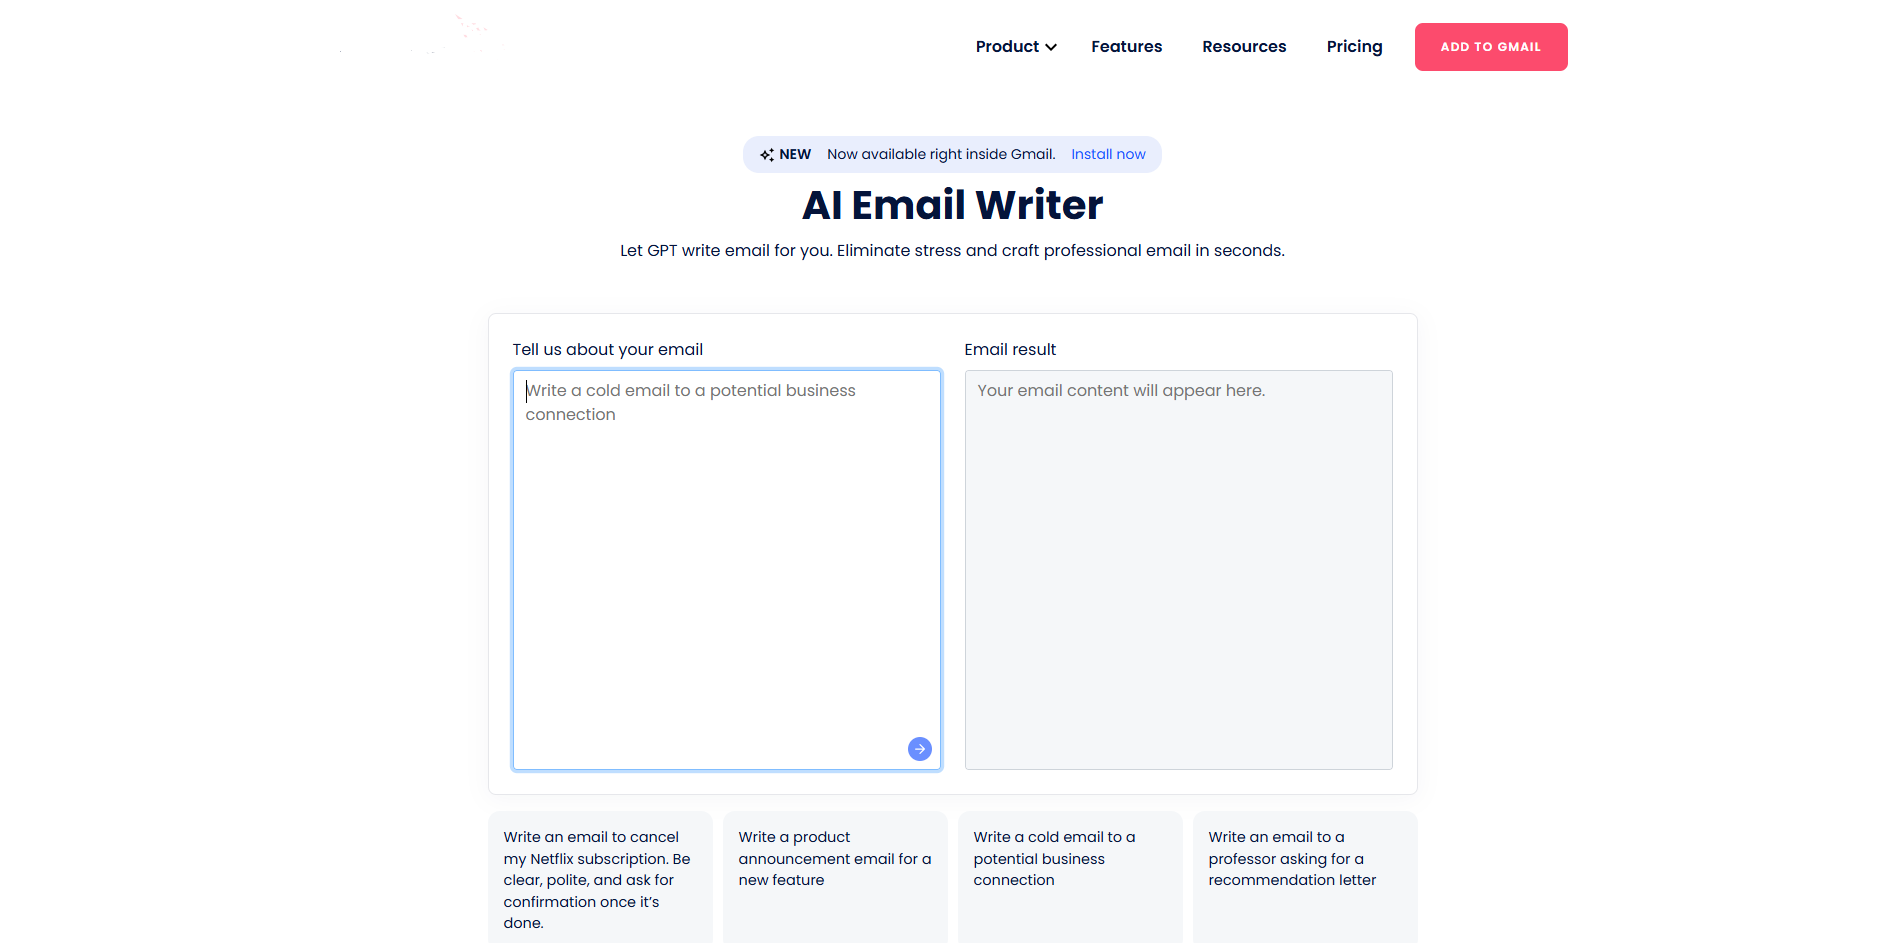 Product
Features
Resources
Pricing
ADD TO GMAIL
NEW Now available right inside Gmail. Install now
AI Email Writer
Let GPT write email for you. Eliminate stress and craft professional email in seconds.
Tell us about your email
Write a cold email to a potential business
connection
Email result
Your email content will appear here.
Write an email to cancel
my Netflix subscription. Be
clear, polite, and ask for
confirmation once it’s
done.
Write a product
announcement email for a
new feature
Write a cold email to a
potential business
connection
Write an email to a
professor asking for a
recommendation letter